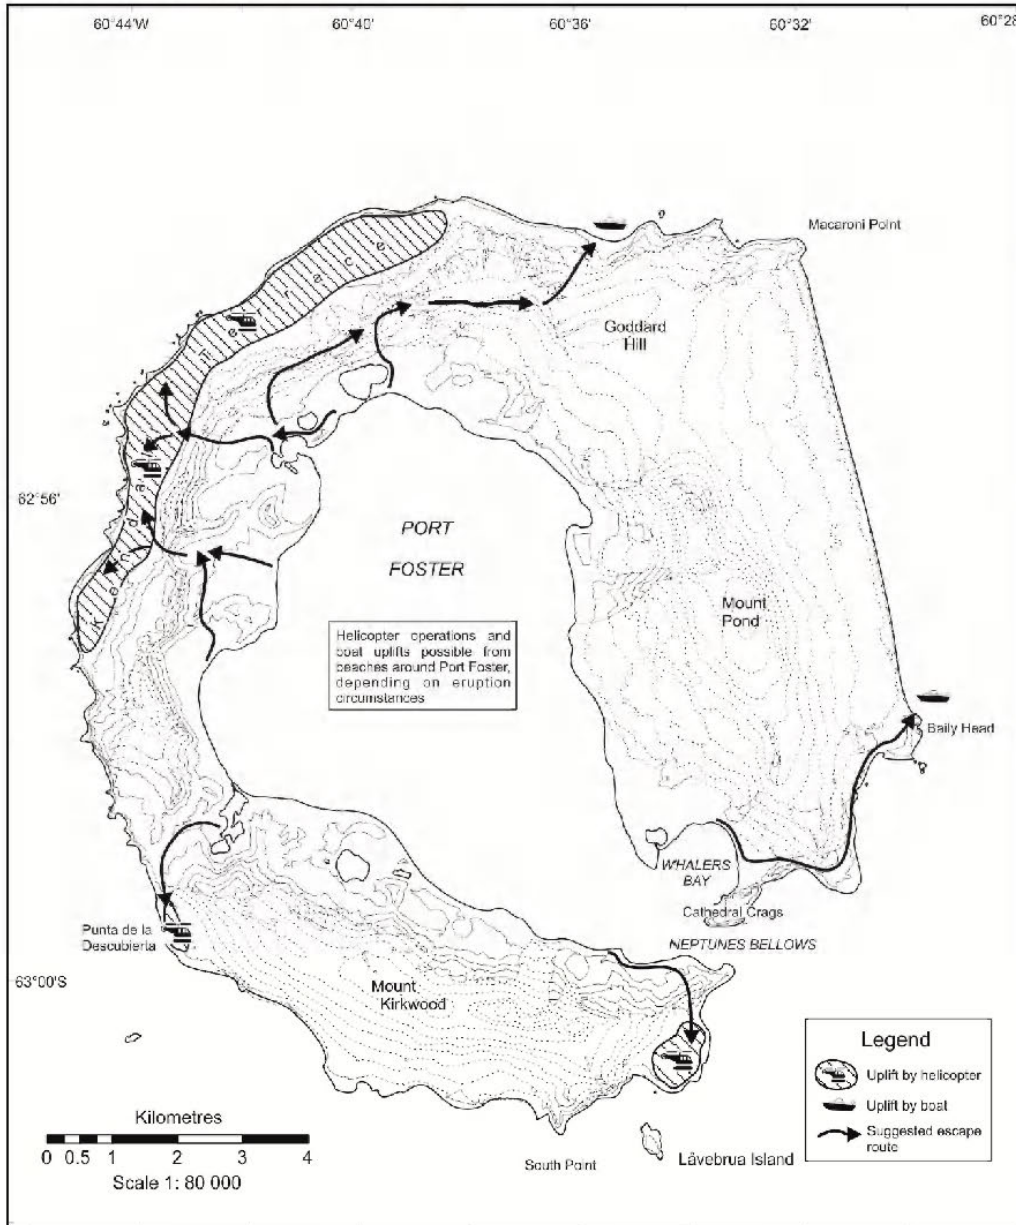 60°44'W
60°40'
60°36'
60°32'
60°28
Macaroni Point
Goddard
Hill
Kendall Terrace
62°56'
PORT
FOSTER
Mount
Pond
Helicopter operations and
boat uplifts possible from
beaches around Port Foster,
depending on eruption
circumstances
Baily Head
WHALERS
BAY
Cathedral Crags
Punta de la
Descubierta
NEPTUNES BELLOWS
63°00'S
Mount
Kirkwood
Legend
Uplift by helicopter
Uplift by boat
Suggested escape
route
Kilometres
0 0.5 1 2 3 4
Scale 1: 80 000
South Point
Låvebrua Island